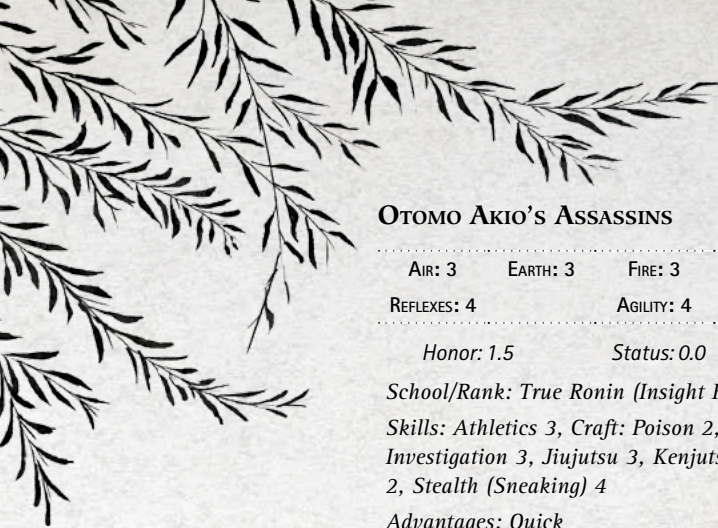 OTOMO AKIO'S ASSASSINS
AIR: 3 EARTH: 3 FIRE: 3
REFLEXES: 4 AGILITY: 4
Honor: 1.5 Status: 0.0
School/Rank: True Ronin (Insight
Skills: Athletics 3, Craft: Poison 2,
Investigation 3, Jiujutsu 3,
2, Stealth (Sneaking) 4
Advantages: Quick